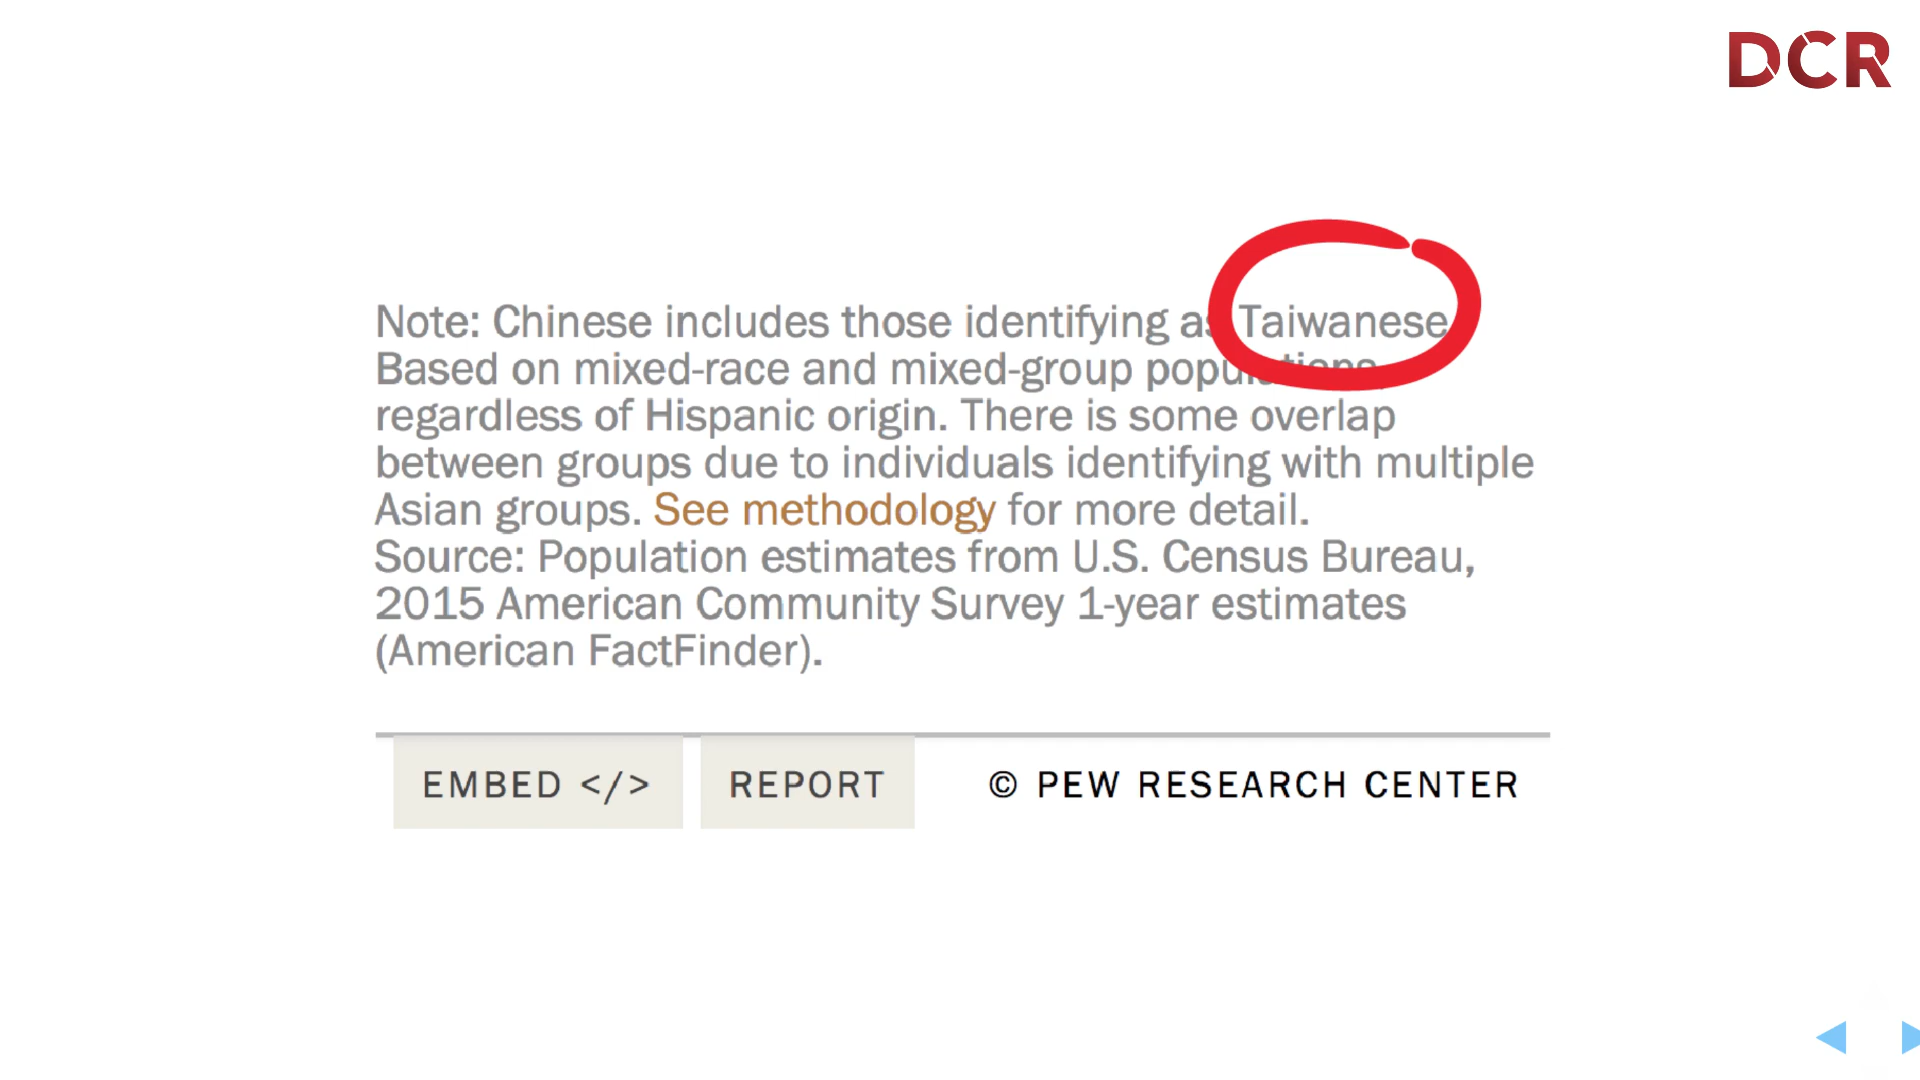 DCR
Note: Chinese includes those identifying as Taiwanese.
Based on mixed-race and mixed-group populations,
regardless of Hispanic origin. There is some overlap
between groups due to individuals identifying with multiple
Asian groups. See methodology for more detail.
Source: Population estimates from U.S. Census Bureau,
2015 American Community Survey 1-year estimates
(American FactFinder).
EMBED </> REPORT © PEW RESEARCH CENTER